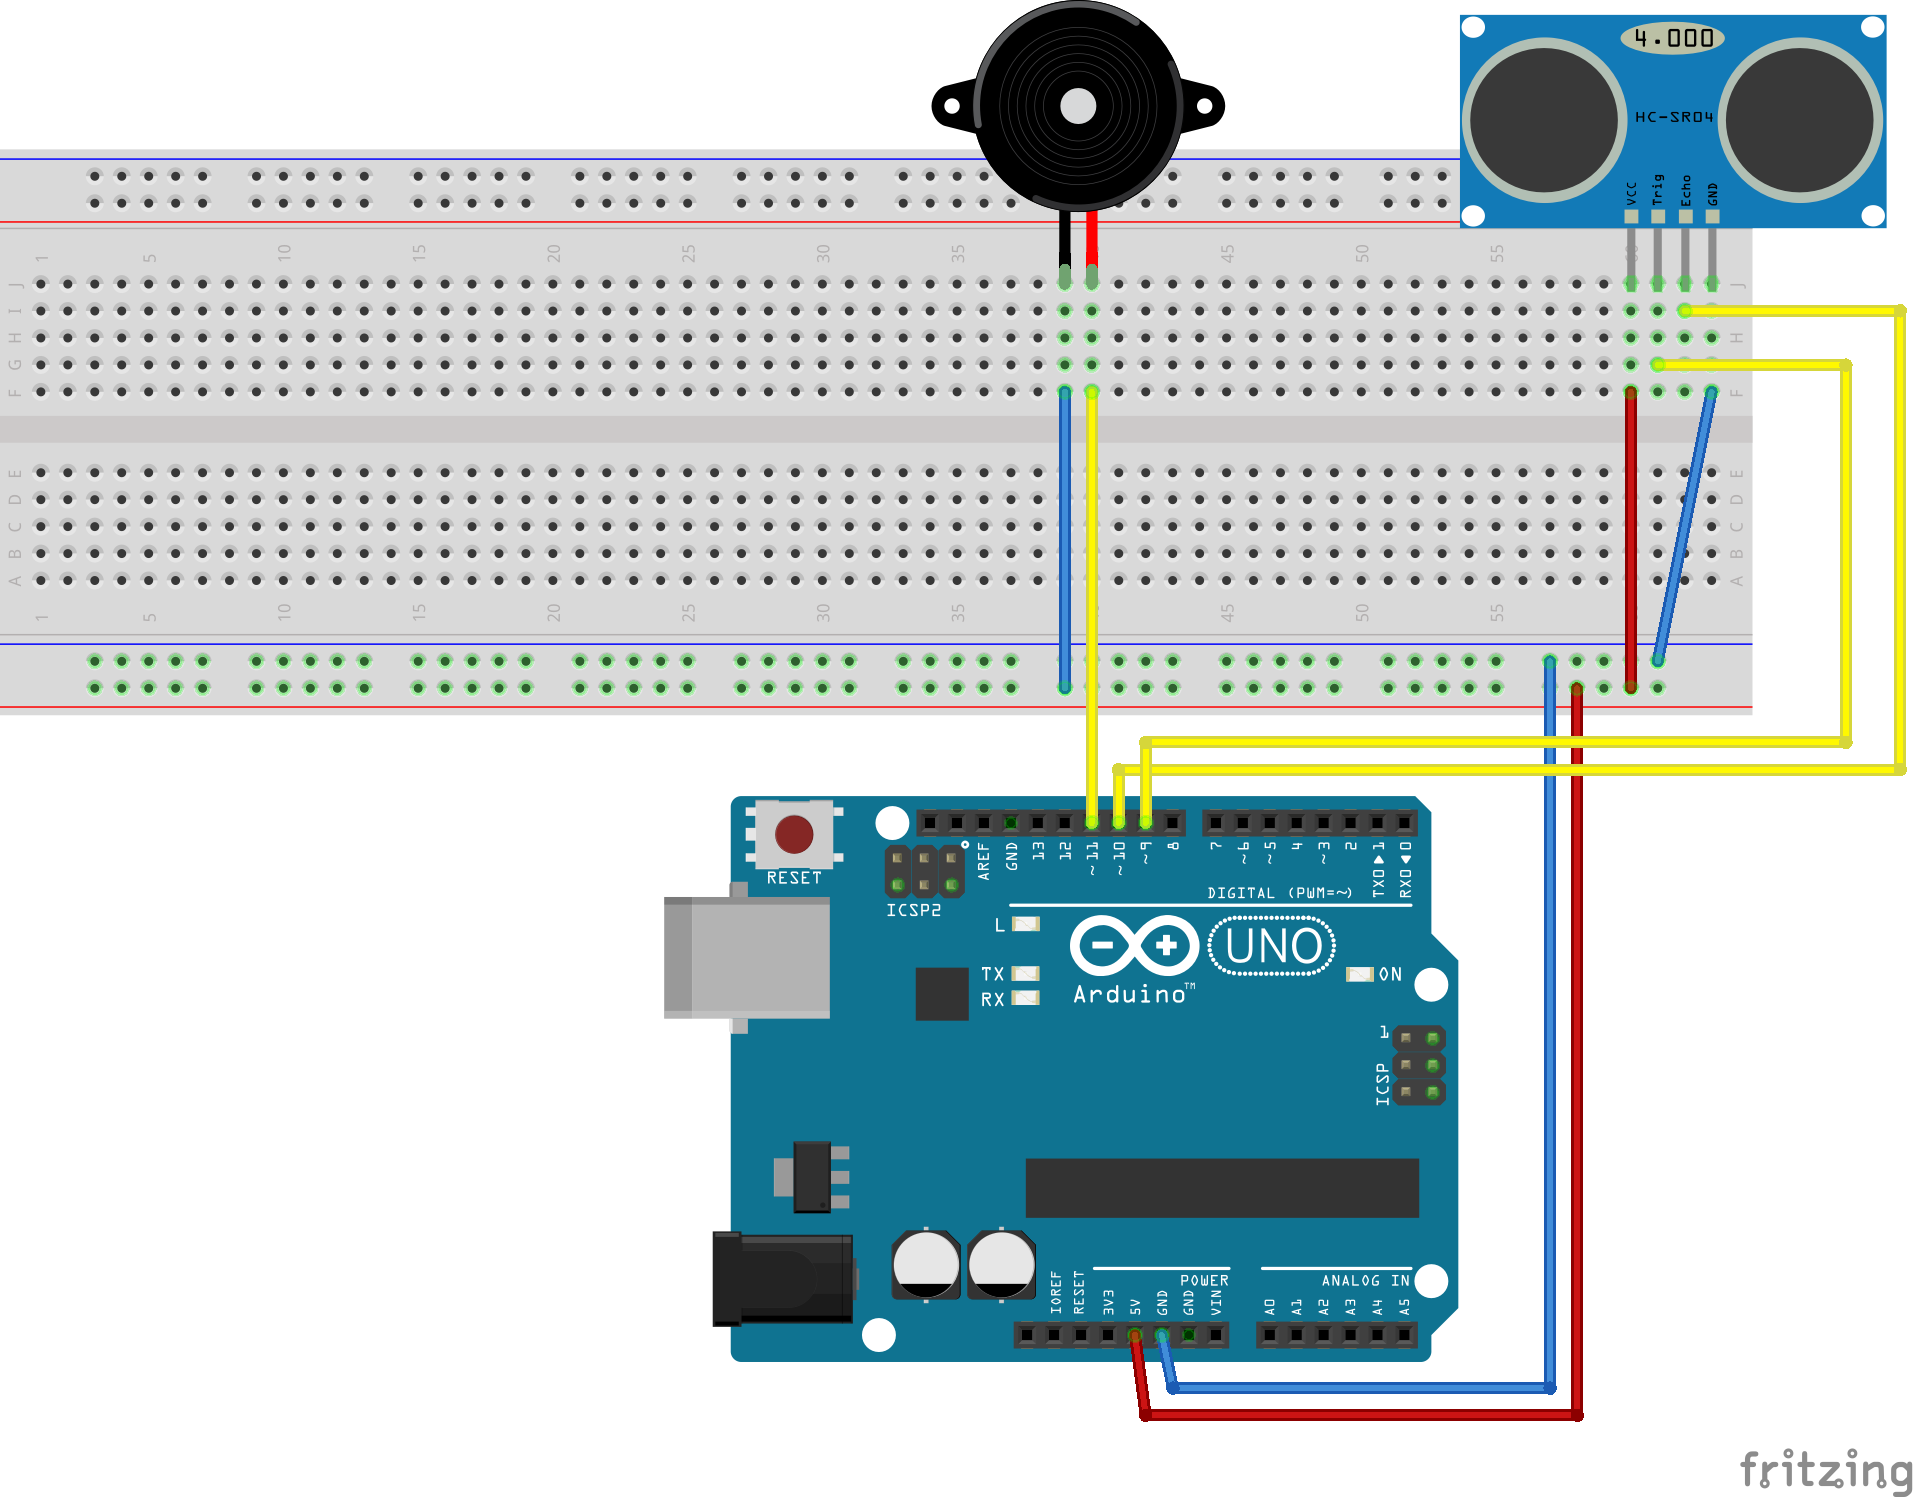 4.000
HC-SR04
VCC
Trig
Echo
GND
1 5 10 15 20 25 30 35 45 50 55
J J
I
H H
G
F F
E E
D D
C C
B B
A A
1 5 10 15 20 25 30 35 45 50 55
RESET
ICSP2
AREF
GND
13
12
~11
~10
~9
8
7
~6
~5
4
~3
2
TX0▶1
RX0◀0
DIGITAL (PWM=~)
L
TX
RX
UNO
Arduino™
ON
1
ICSP
IOREF
RESET
3V3
5V
GND
GND
VIN
POWER
ANALOG IN
A0
A1
A2
A3
A4
A5
fritzing